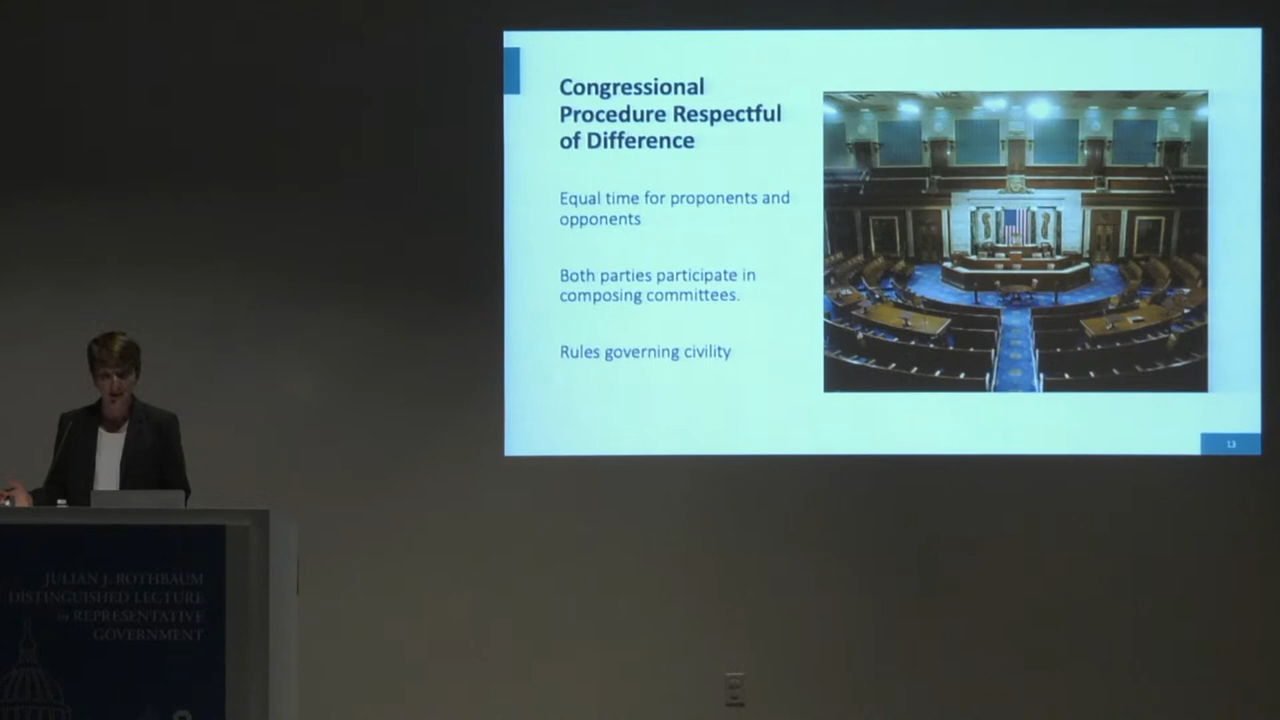 Congressional
Procedure Respectful
of Difference
Equal time for proponents and
opponents
Both parties participate in
composing committees.
Rules governing civility
13
JULIAN J. ROTHBAUM
DISTINGUISHED LECTURE
in REPRESENTATIVE
GOVERNMENT